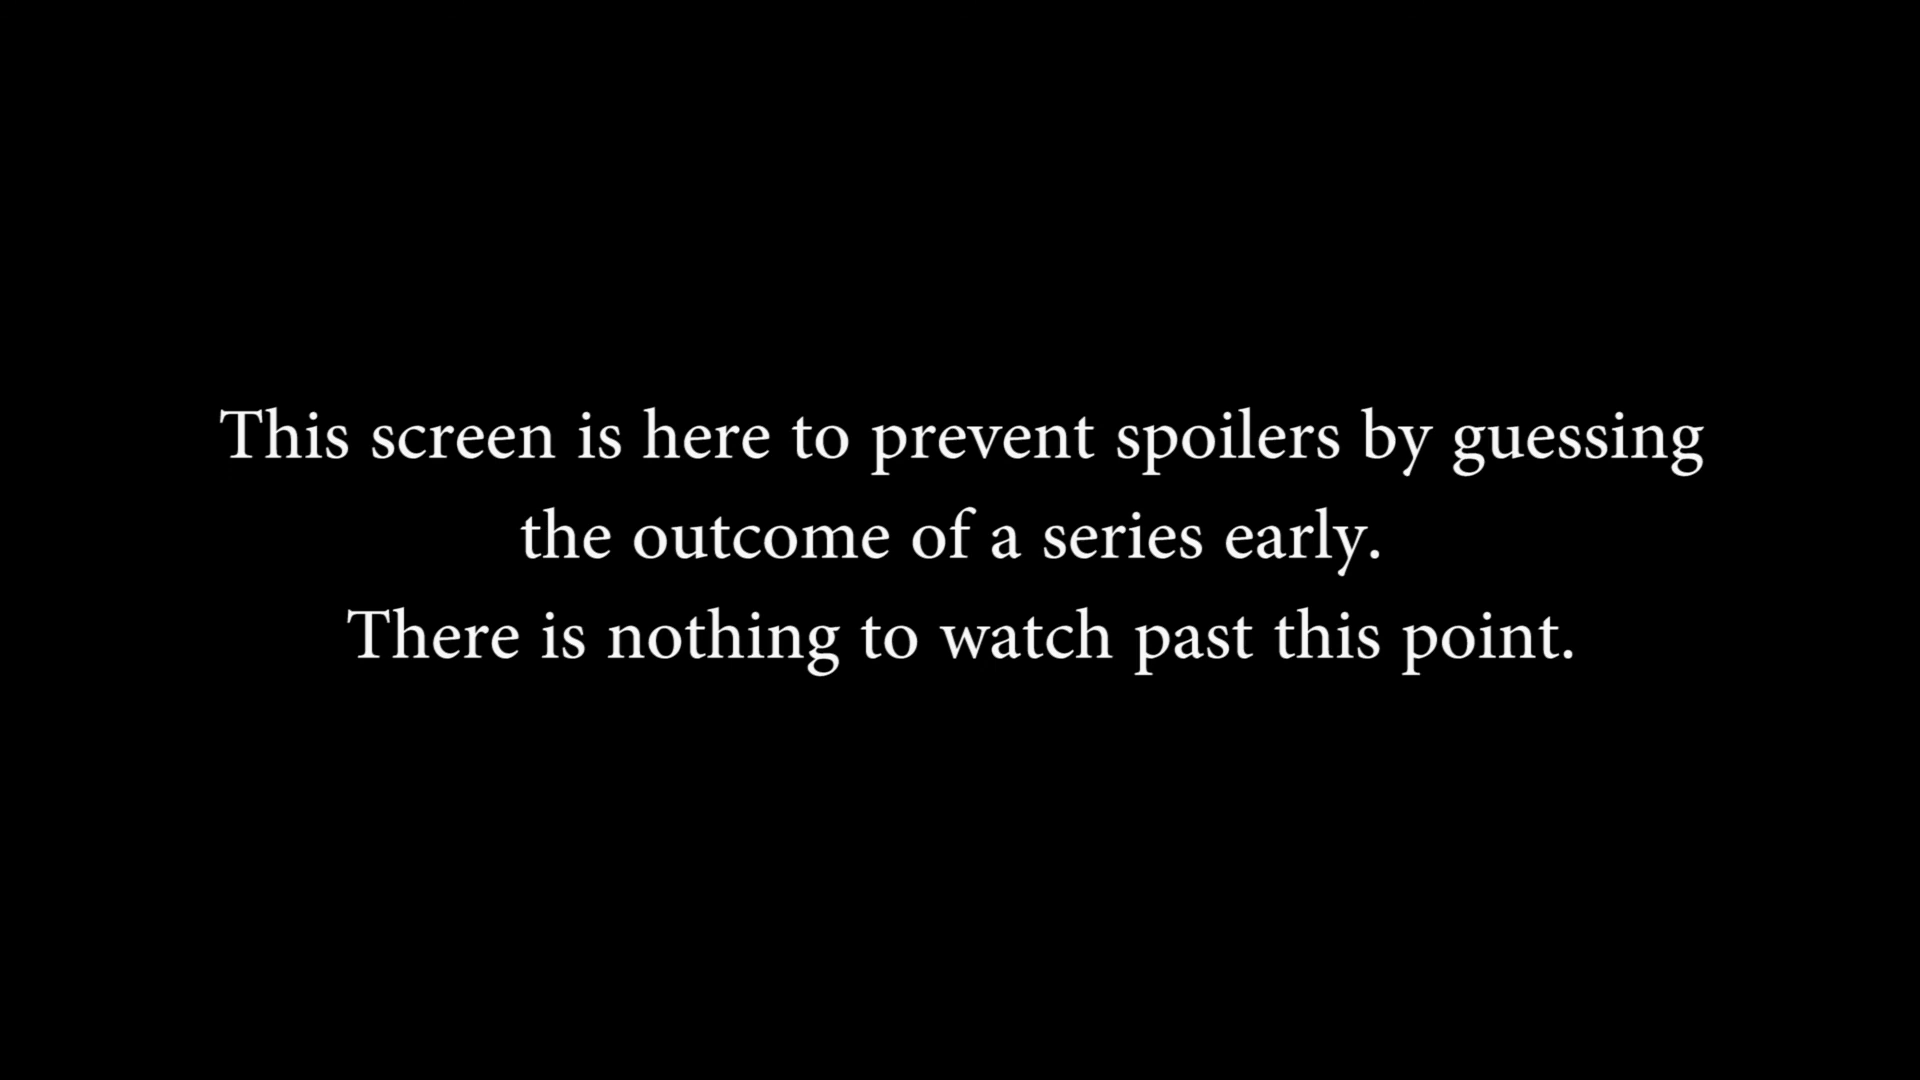 This screen is here to prevent spoilers by guessing
the outcome of a series early.
There is nothing to watch past this point.